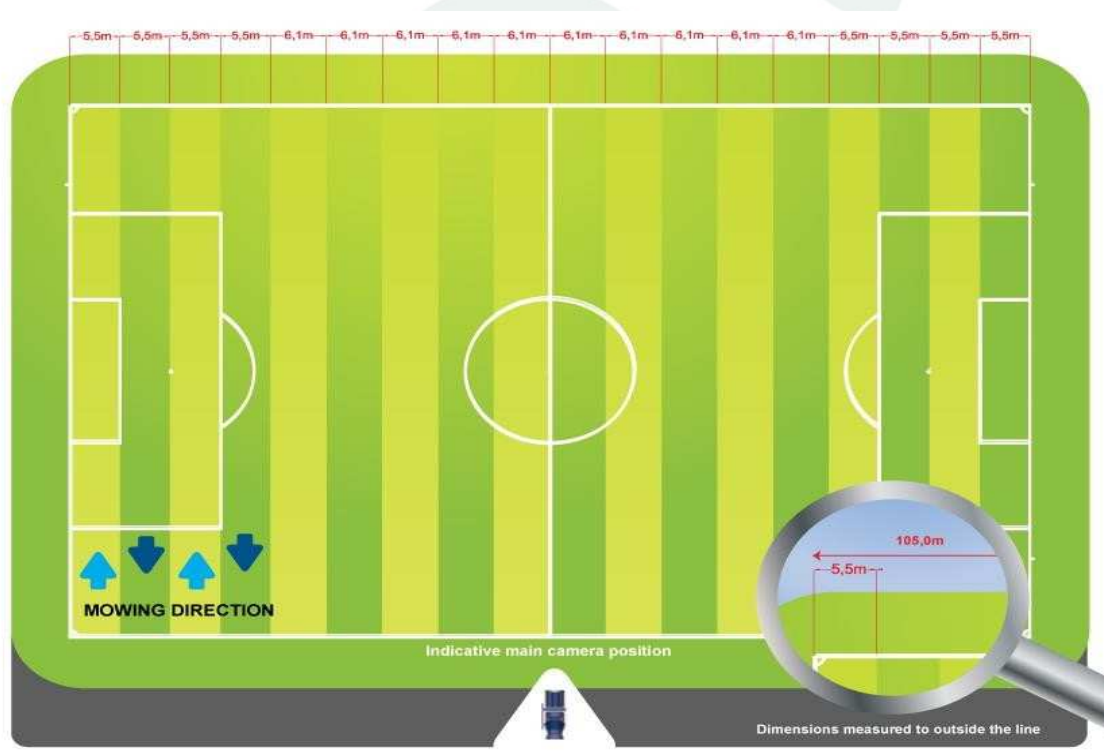 5,5m 5,5m 5,5m 5,5m 6,1m 6,1m 6,1m 6,1m 6,1m 6,1m 6,1m 6,1m 6,1m 6,1m 5,5m 5,5m 5,5m 5,5m
105,0m
5,5m
MOWING DIRECTION
Indicative main camera position
Dimensions measured to outside the line